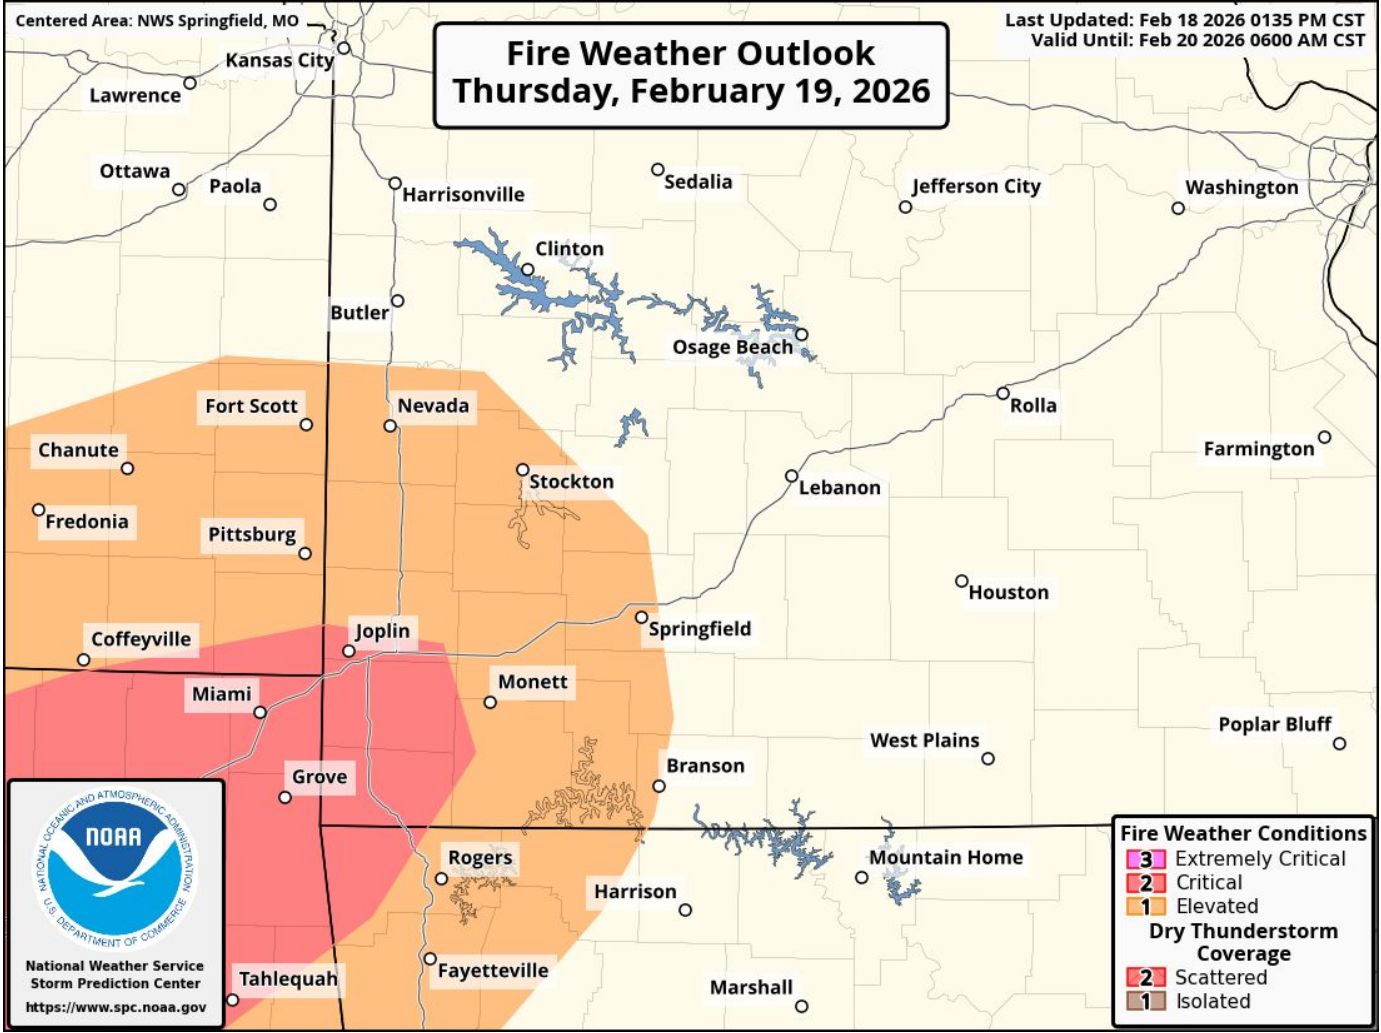 Centered Area: NWS Springfield, MO
Fire Weather Outlook
Thursday, February 19, 2026
Last Updated: Feb 18 2026 0135 PM CST
Valid Until: Feb 20 2026 0600 AM CST
Kansas City
Lawrence
Ottawa
Paola
Harrisonville
Sedalia
Jefferson City
Washington
Clinton
Butler
Osage Beach
Fort Scott
Nevada
Rolla
Chanute
Farmington
Stockton
Lebanon
Fredonia
Pittsburg
Houston
Coffeyville
Joplin
Springfield
Miami
Monett
Poplar Bluff
West Plains
Grove
Branson
Rogers
Mountain Home
Harrison
Tahlequah
Fayetteville
Marshall
NATIONAL OCEANIC AND ATMOSPHERIC ADMINISTRATION
NOAA
U.S. DEPARTMENT OF COMMERCE
National Weather Service
Storm Prediction Center
https://www.spc.noaa.gov
Fire Weather Conditions
3 Extremely Critical
2 Critical
1 Elevated
Dry Thunderstorm
Coverage
2 Scattered
1 Isolated